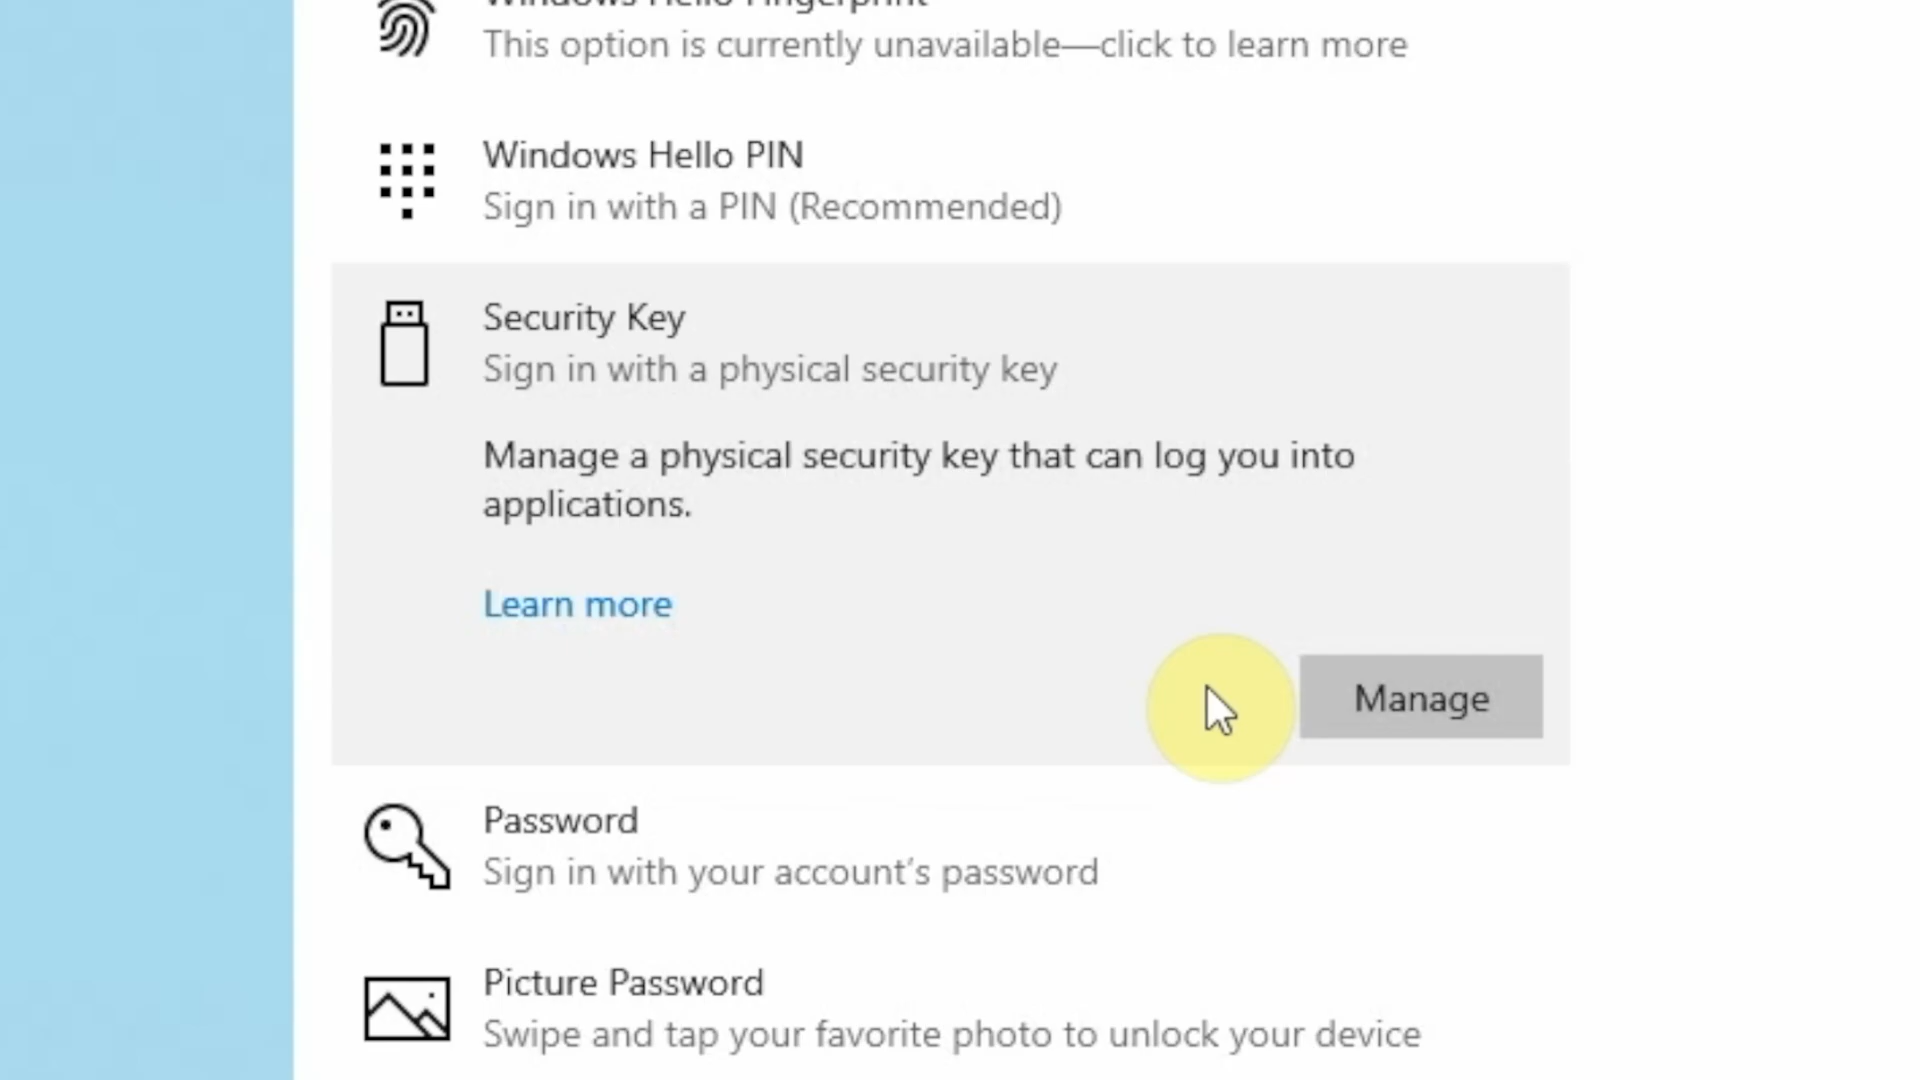 Windows Hello Fingerprint
This option is currently unavailable—click to learn more
Windows Hello PIN
Sign in with a PIN (Recommended)
Security Key
Sign in with a physical security key
Manage a physical security key that can log you into
applications.
Learn more
Manage
Password
Sign in with your account's password
Picture Password
Swipe and tap your favorite photo to unlock your device